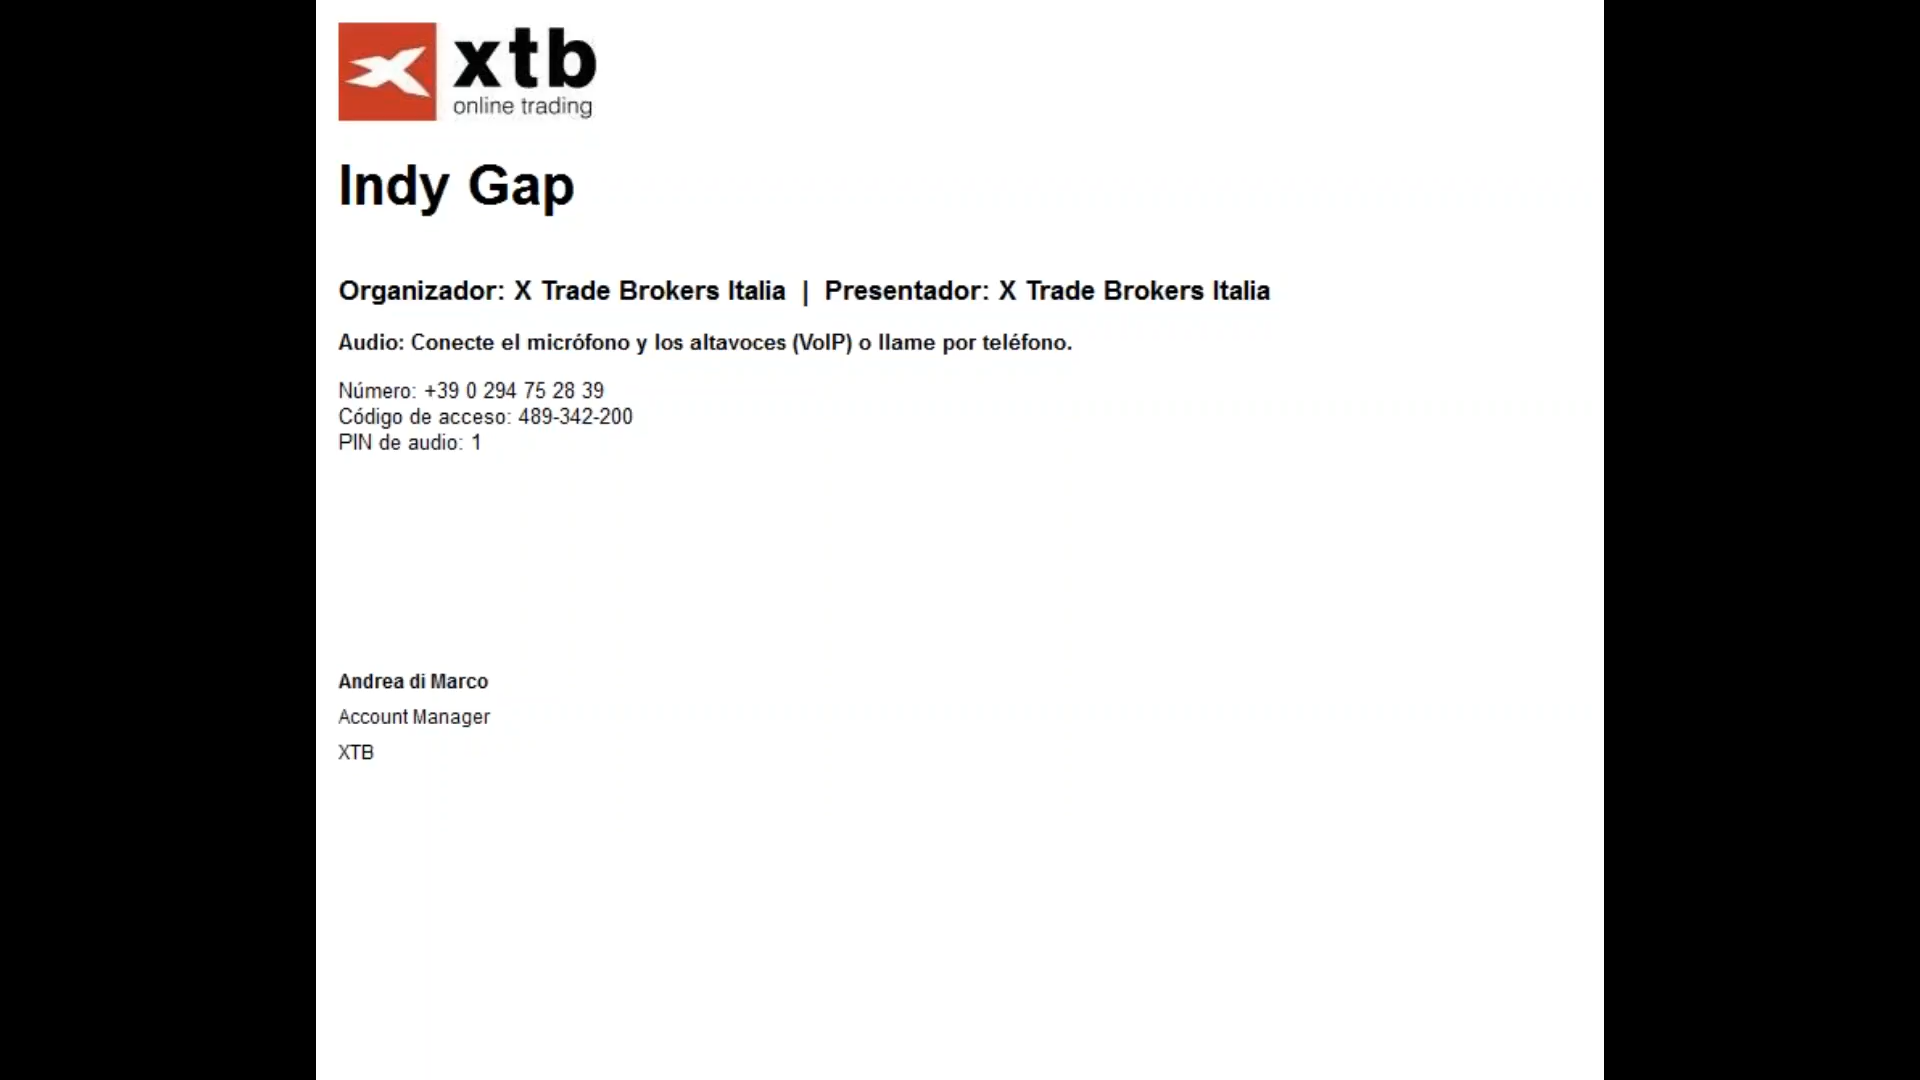 xtb
online trading
Indy Gap
Organizador: X Trade Brokers Italia | Presentador: X Trade Brokers Italia
Audio: Conecte el micrófono y los altavoces (VoIP) o llame por teléfono.
Número: +39 0 294 75 28 39
Código de acceso: 489-342-200
PIN de audio: 1
Andrea di Marco
Account Manager
XTB